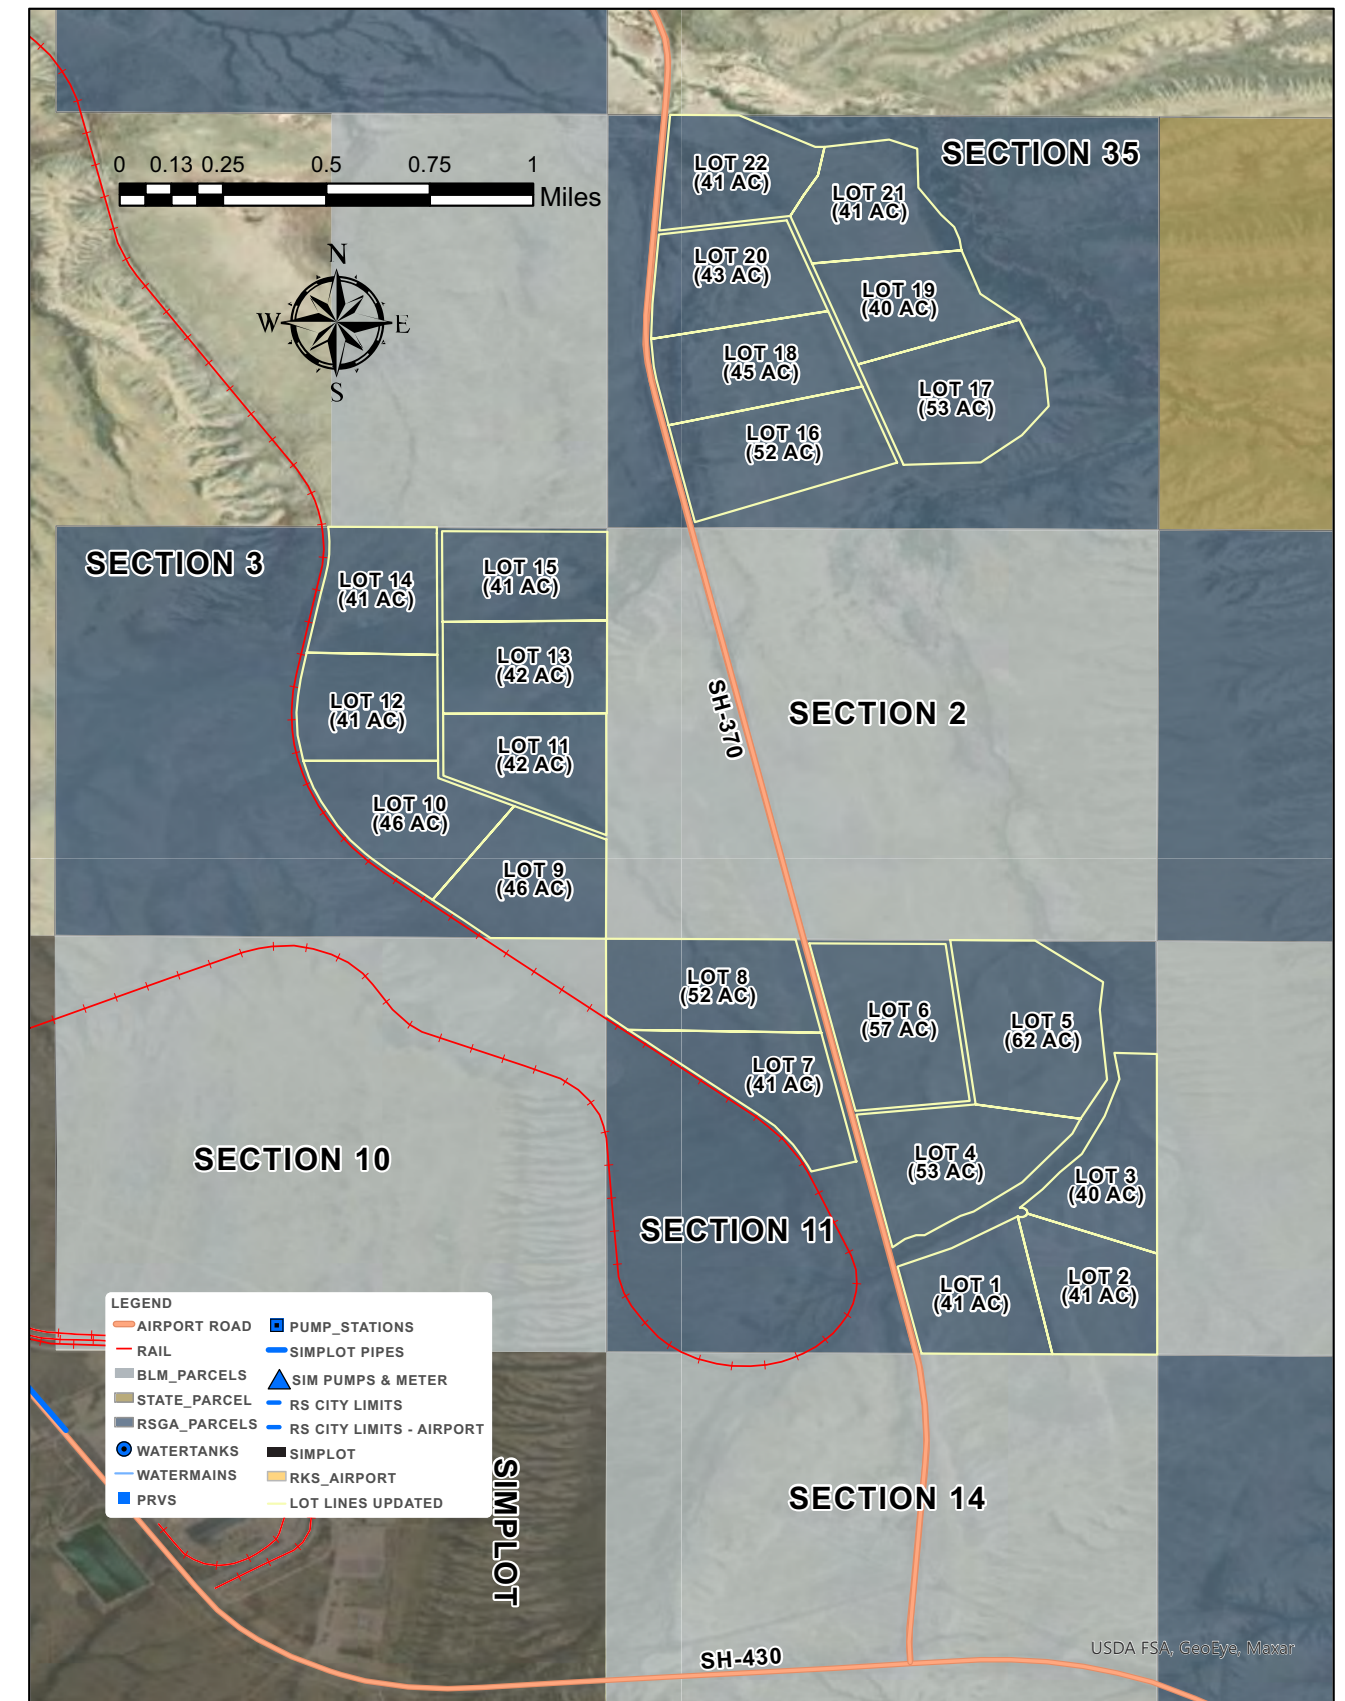 SECTION 35
LOT 22
(41 AC)
LOT 21
(41 AC)
0 0.13 0.25 0.5 0.75 1
Miles
N
W E
S
LOT 20
(43 AC)
LOT 19
(40 AC)
LOT 18
(45 AC)
LOT 17
(53 AC)
LOT 16
(52 AC)
SECTION 3
LOT 14
(41 AC)
LOT 15
(41 AC)
LOT 13
(42 AC)
LOT 12
(41 AC)
LOT 11
(42 AC)
LOT 10
(46 AC)
LOT 9
(46 AC)
SH-370
SECTION 2
LOT 8
(52 AC)
LOT 6
(57 AC)
LOT 5
(62 AC)
LOT 7
(41 AC)
LOT 4
(53 AC)
LOT 3
(40 AC)
SECTION 10
SECTION 11
LOT 1
(41 AC)
LOT 2
(41 AC)
LEGEND
AIRPORT ROAD
RAIL
BLM_PARCELS
STATE_PARCEL
RSGA_PARCELS
WATERTANKS
WATERMAINS
PRVS
PUMP_STATIONS
SIMPLOT PIPES
SIM PUMPS & METER
RS CITY LIMITS
RS CITY LIMITS - AIRPORT
SIMPLOT
RKS_AIRPORT
LOT LINES UPDATED
SIMPLOT
SECTION 14
SH-430
USDA FSA, GeoEye, Maxar